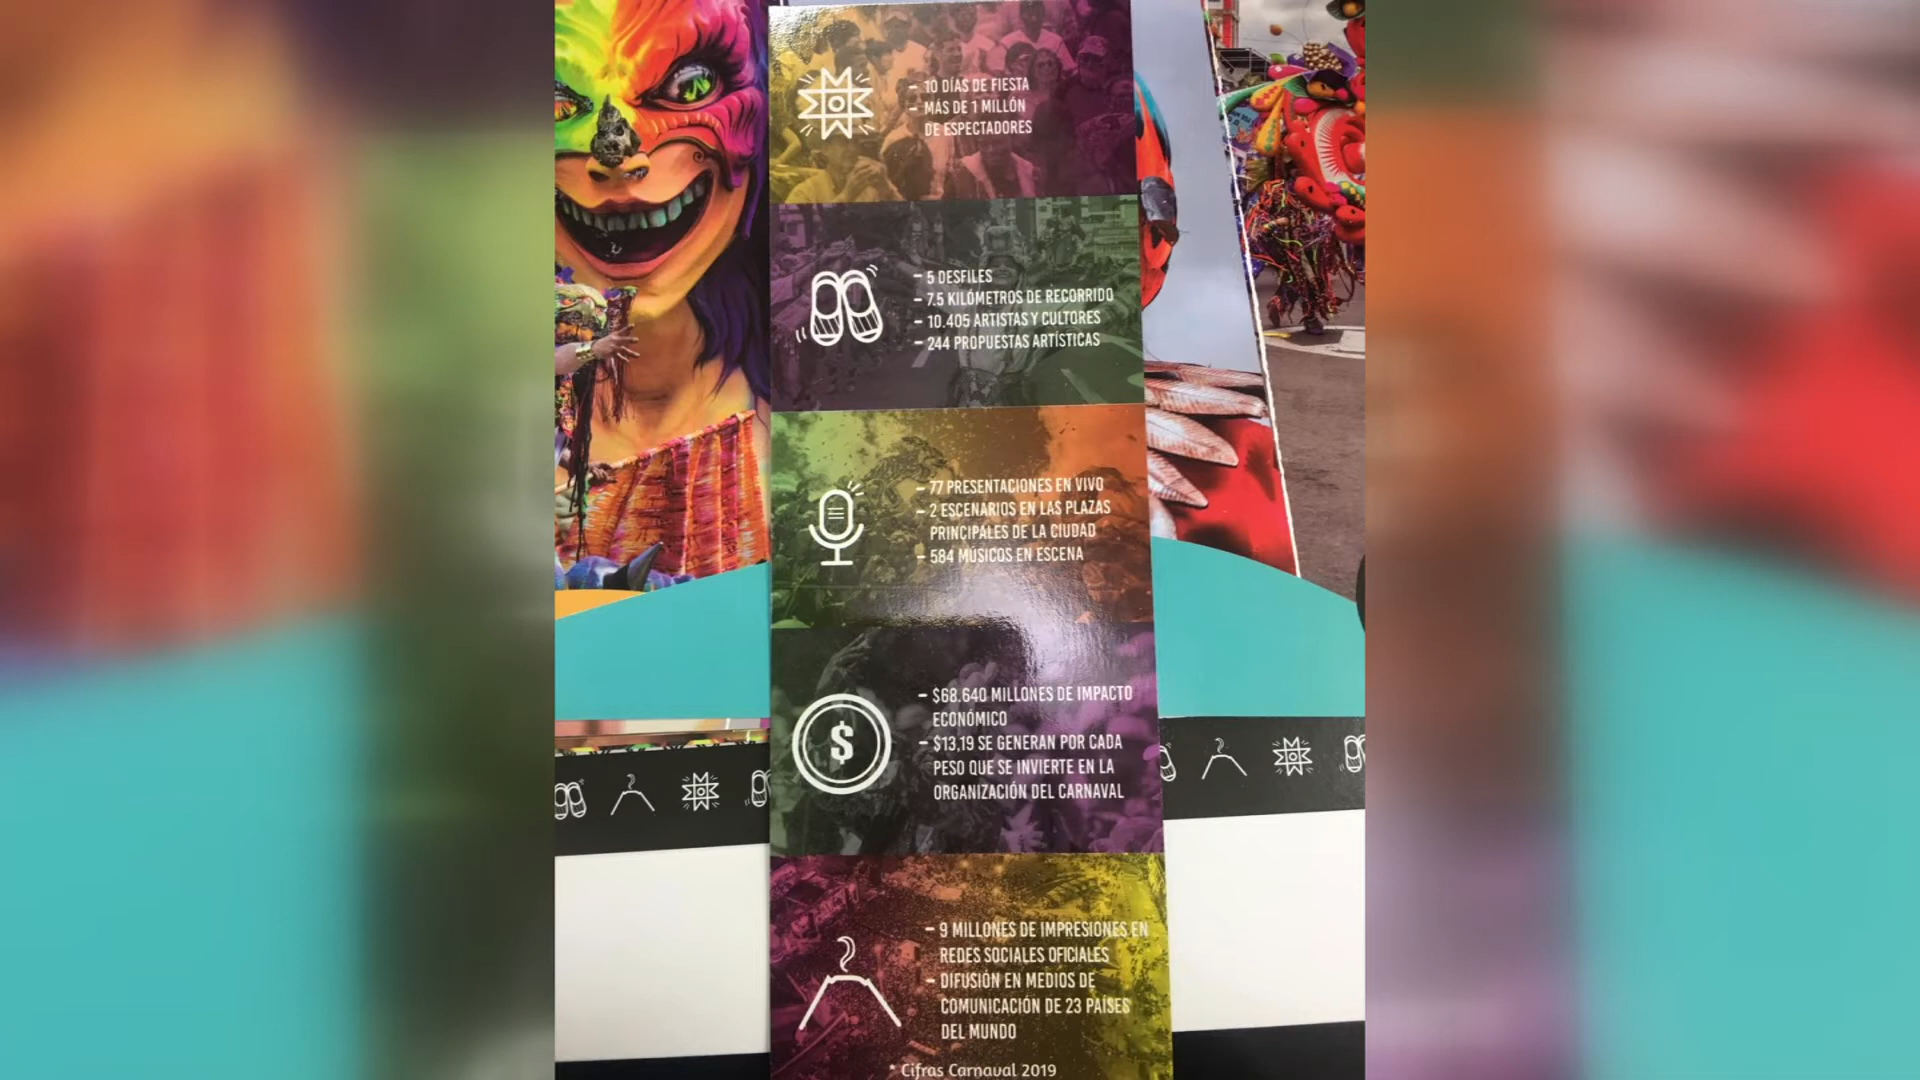 - 10 DÍAS DE FIESTA
- MÁS DE 1 MILLÓN
DE ESPECTADORES
- 5 DESFILES
- 7.5 KILÓMETROS DE RECORRIDO
- 10.405 ARTISTAS Y CULTORES
- 244 PROPUESTAS ARTÍSTICAS
- 77 PRESENTACIONES EN VIVO
- 2 ESCENARIOS EN LAS PLAZAS
PRINCIPALES DE LA CIUDAD
- 584 MÚSICOS EN ESCENA
$
- $68.640 MILLONES DE IMPACTO
ECONÓMICO
- $13,19 SE GENERAN POR CADA
PESO QUE SE INVIERTE EN LA
ORGANIZACIÓN DEL CARNAVAL
- 9 MILLONES DE IMPRESIONES EN
REDES SOCIALES OFICIALES
- DIFUSIÓN EN MEDIOS DE
COMUNICACIÓN DE 23 PAÍSES
DEL MUNDO
* Cifras Carnaval 2019